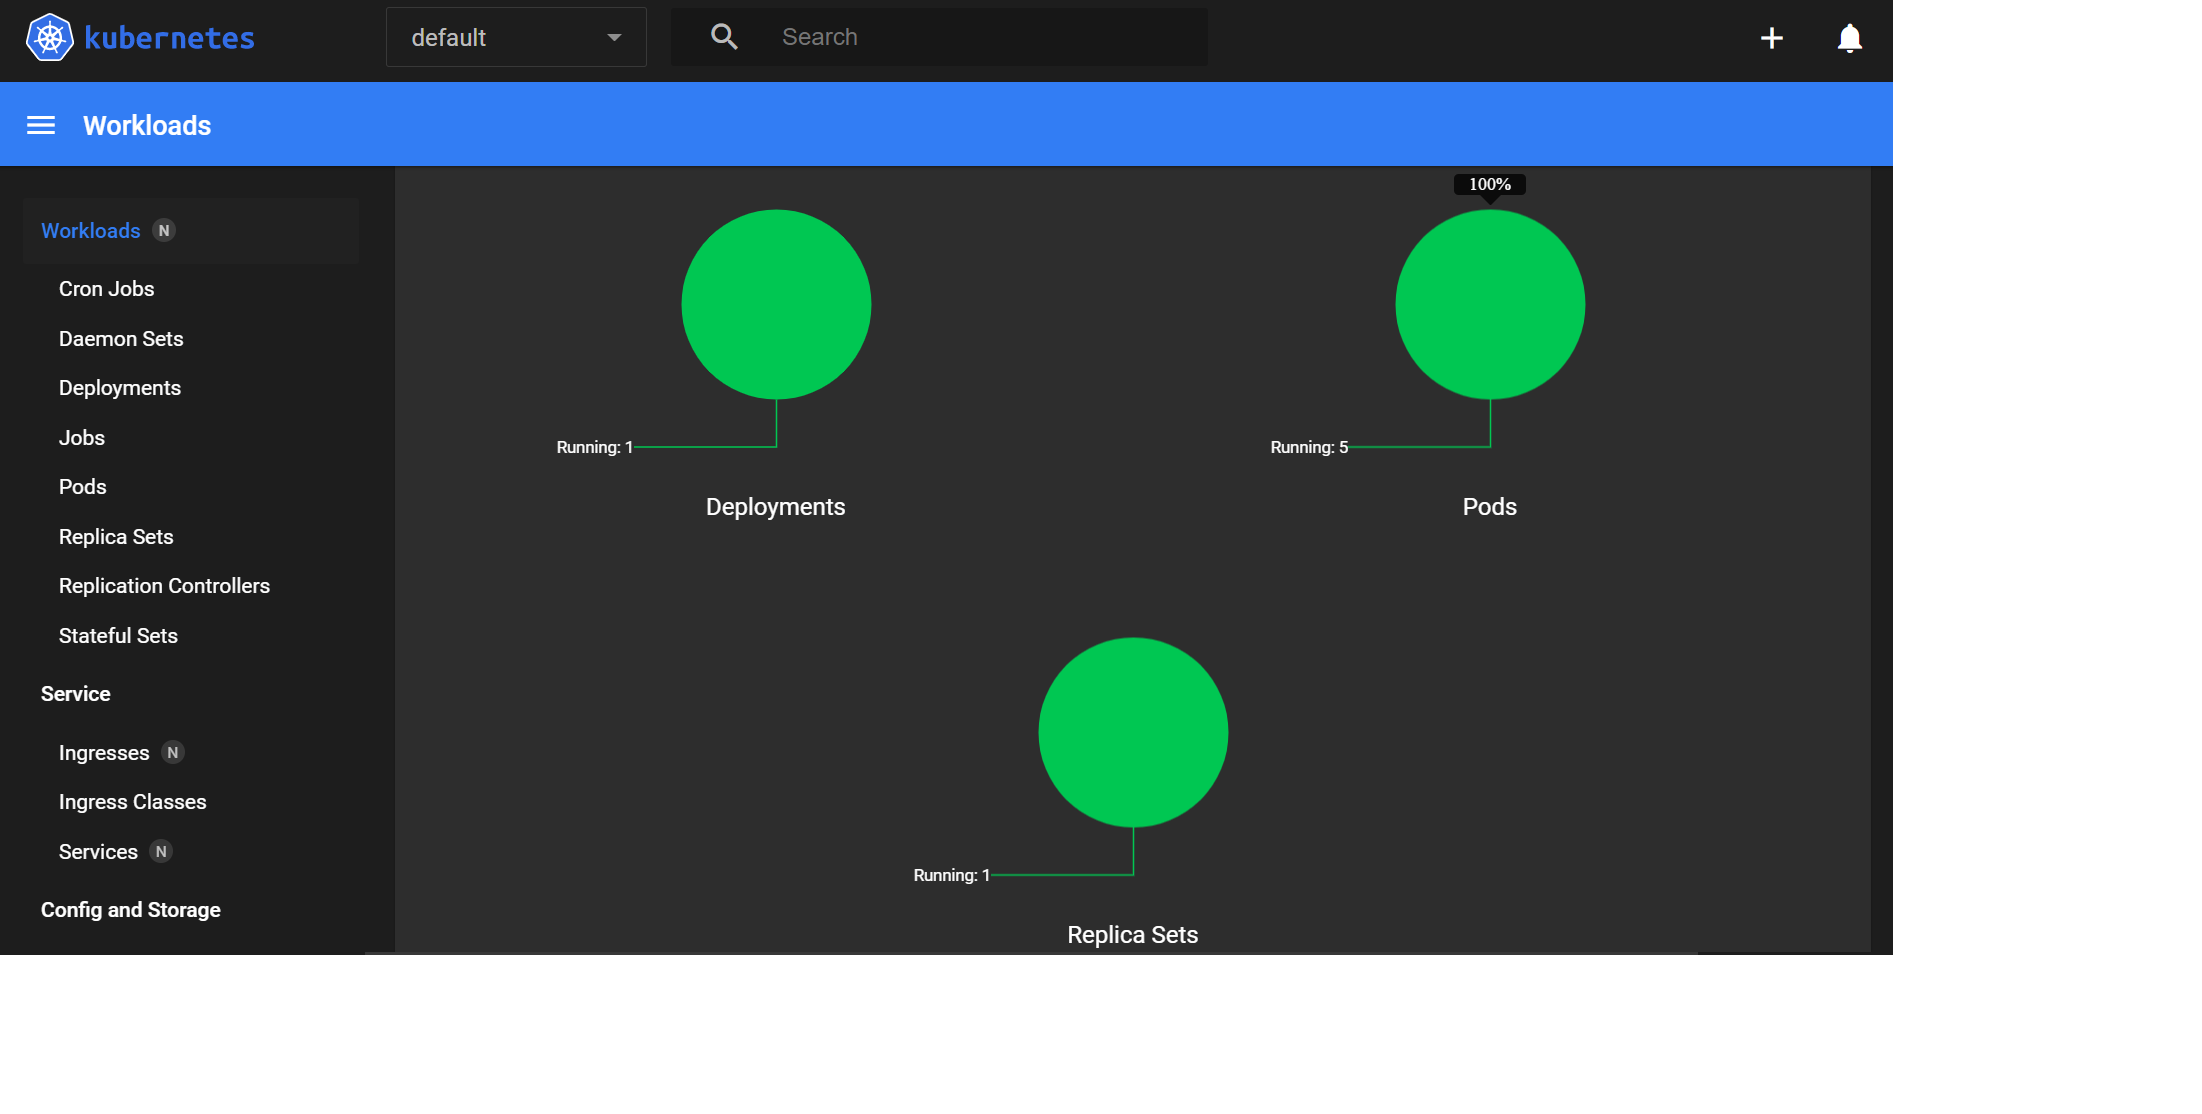 kubernetes
default
Search
Workloads
Workloads N
Cron Jobs
Daemon Sets
Deployments
Jobs
Pods
Replica Sets
Replication Controllers
Stateful Sets
Service
Ingresses N
Ingress Classes
Services N
Config and Storage
Running: 1
Deployments
100%
Running: 5
Pods
Running: 1
Replica Sets